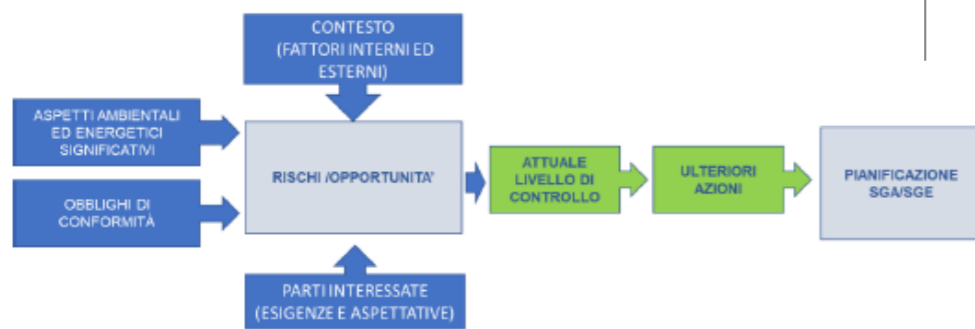 CONTESTO
(FATTORI INTERNI ED
ESTERNI)
ASPETTI AMBIENTALI
ED ENERGETICI
SIGNIFICATIVI
OBBLIGHI DI
CONFORMITÀ
RISCHI /OPPORTUNITA'
ATTUALE
LIVELLO DI
CONTROLLO
ULTERIORI
AZIONI
PIANIFICAZIONE
SGA/SGE
PARTI INTERESSATE
(ESIGENZE E ASPETTATIVE)